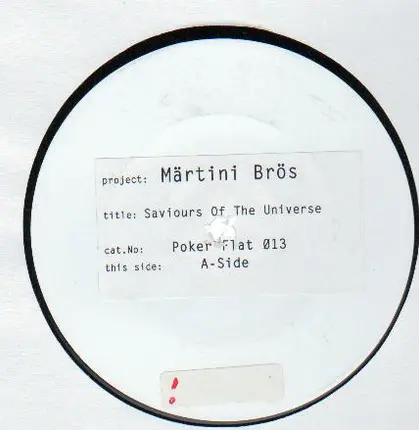 project: Märtini Brös
title: Saviours Of The Universe
cat.No: Poker Flat Ø13
this side: A-Side
!